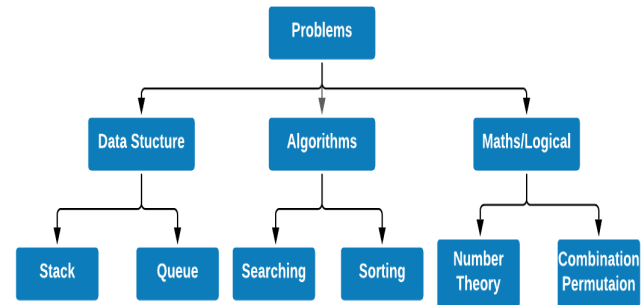 Problems
Data Stucture
Algorithms
Maths/Logical
Stack
Queue
Searching
Sorting
Number
Theory
Combination
Permutaion